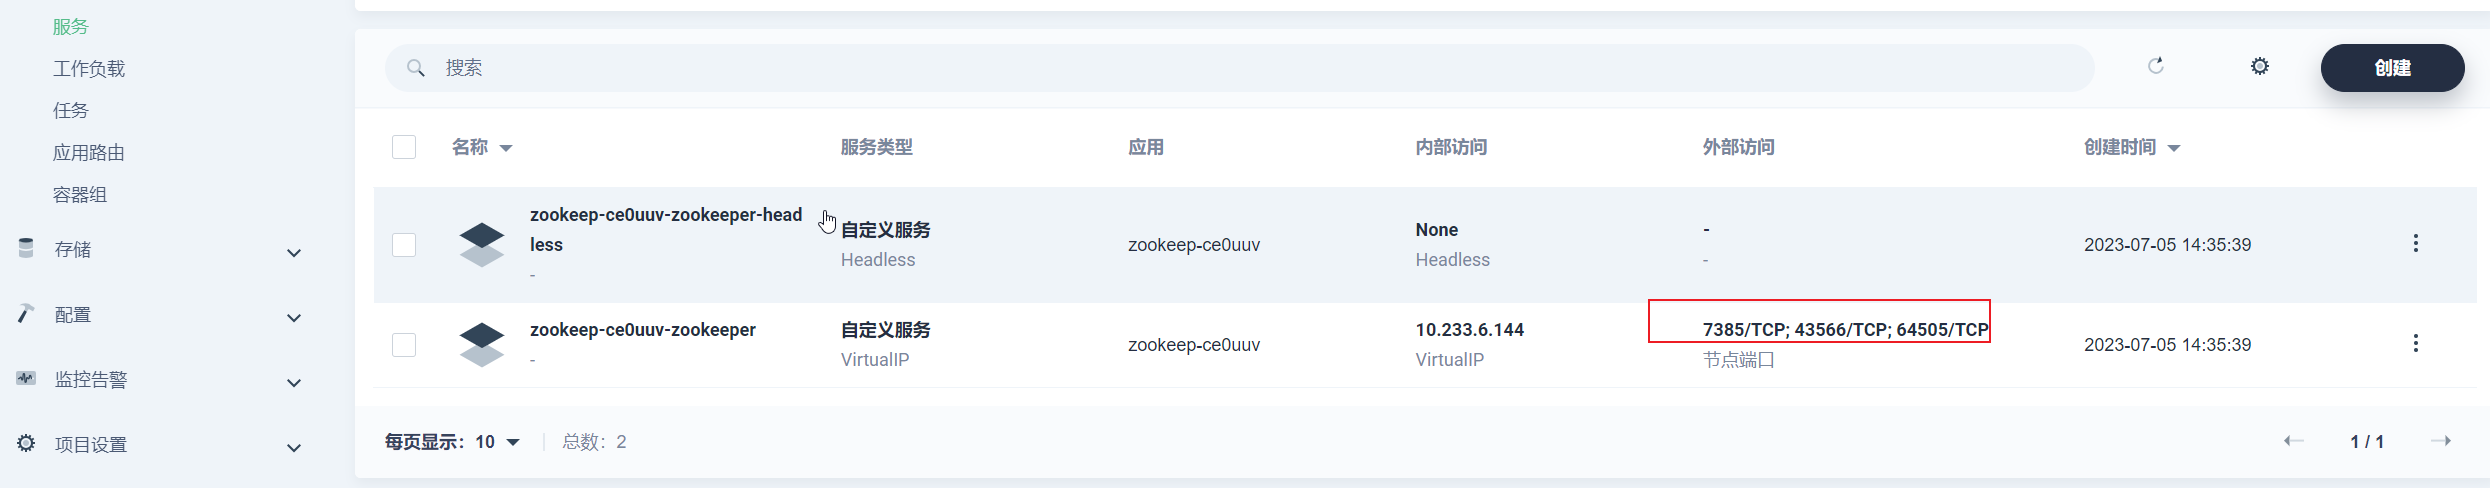 服务
工作负载
任务
应用路由
容器组
存储
配置
监控告警
项目设置
搜索
创建
名称 服务类型 应用 内部访问 外部访问 创建时间
zookeep-ce0uuv-zookeeper-head
less
-
自定义服务
Headless
zookeep-ce0uuv
None
Headless
-
-
2023-07-05 14:35:39
zookeep-ce0uuv-zookeeper
-
自定义服务
VirtualIP
zookeep-ce0uuv
10.233.6.144
VirtualIP
7385/TCP; 43566/TCP; 64505/TCP
节点端口
2023-07-05 14:35:39
每页显示：10 总数：2 1 / 1